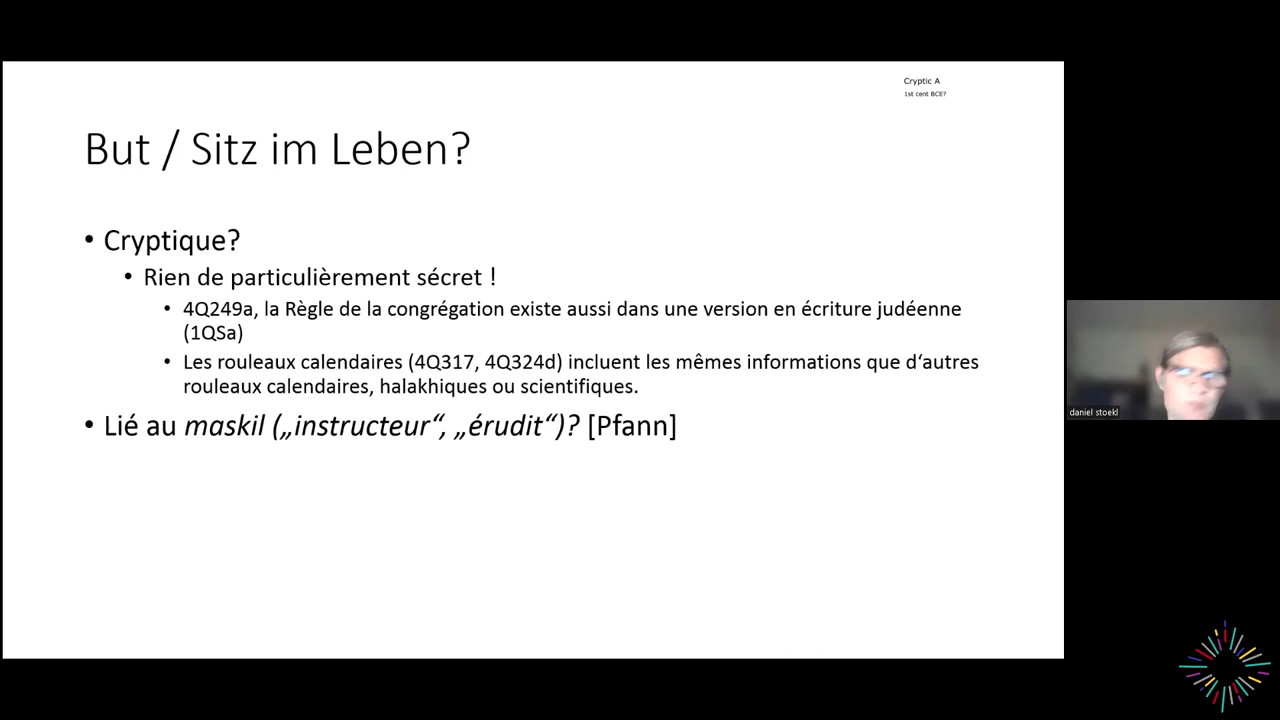 Cryptic A
1st cent BCE?
But / Sitz im Leben?
• Cryptique?
• Rien de particulièrement sécret !
• 4Q249a, la Règle de la congrégation existe aussi dans une version en écriture judéenne
(1QSa)
• Les rouleaux calendaires (4Q317, 4Q324d) incluent les mêmes informations que d‘autres
rouleaux calendaires, halakhiques ou scientifiques.
• Lié au maskil („instructeur“, „érudit“)? [Pfann]
daniel stoekl